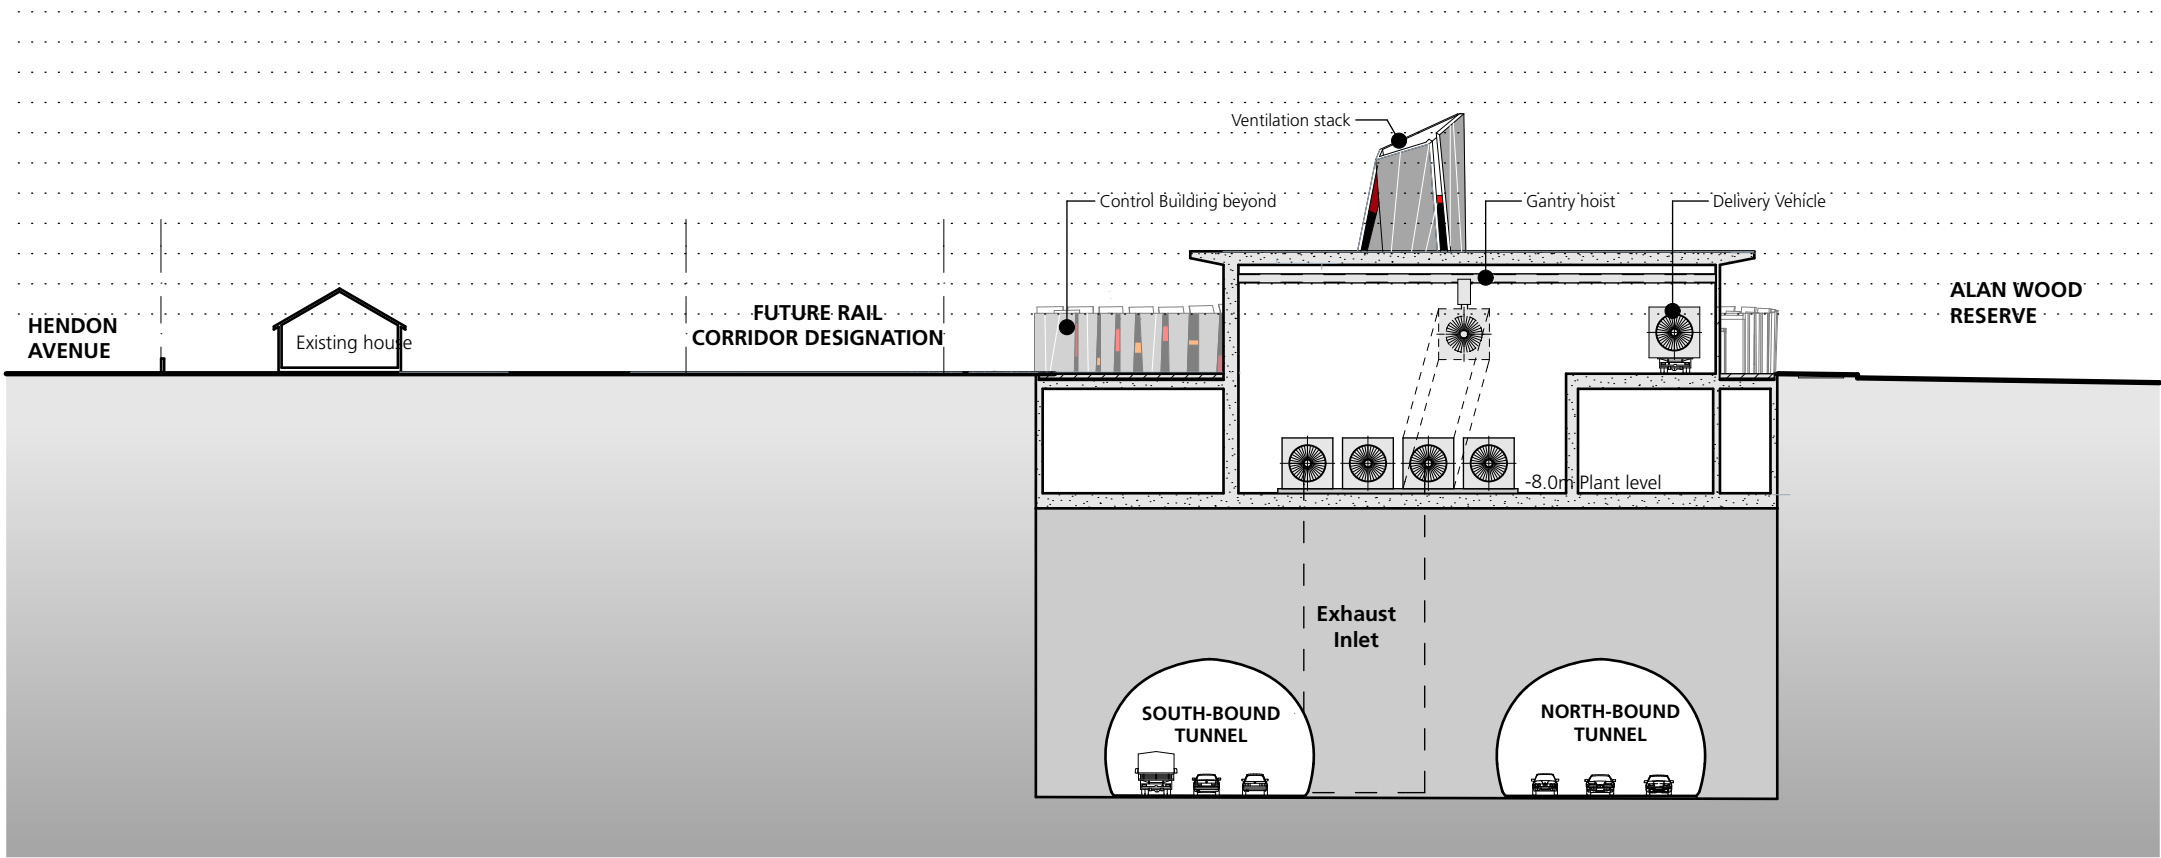 Ventilation stack
Control Building beyond
Gantry hoist
Delivery Vehicle
HENDON
AVENUE
Existing house
FUTURE RAIL
CORRIDOR DESIGNATION
ALAN WOOD
RESERVE
-8.0m Plant level
Exhaust
Inlet
SOUTH-BOUND
TUNNEL
NORTH-BOUND
TUNNEL